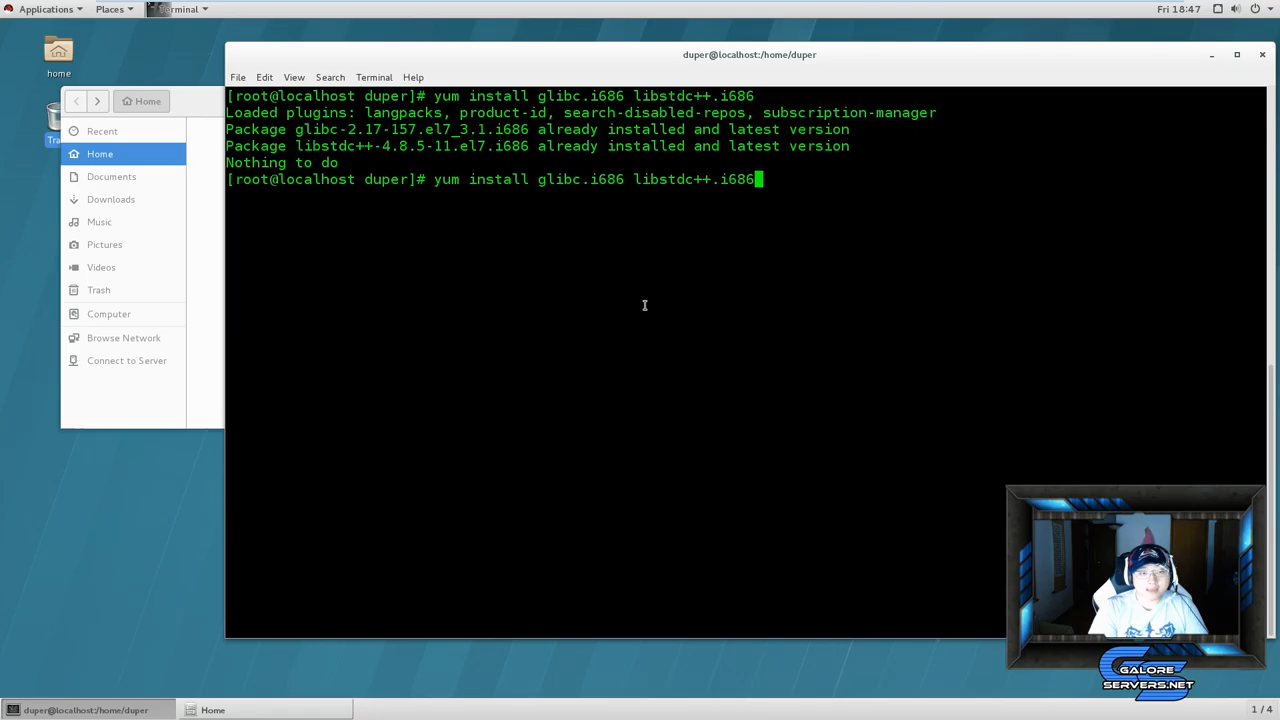 Applications
Places
Terminal
Fri 18:47
home
duper@localhost:/home/duper
File Edit View Search Terminal Help
Home
Recent
Home
Documents
Downloads
Music
Pictures
Videos
Trash
Computer
Browse Network
Connect to Server
[root@localhost duper]# yum install glibc.i686 libstdc++.i686
Loaded plugins: langpacks, product-id, search-disabled-repos, subscription-manager
Package glibc-2.17-157.el7_3.1.i686 already installed and latest version
Package libstdc++-4.8.5-11.el7.i686 already installed and latest version
Nothing to do
[root@localhost duper]# yum install glibc.i686 libstdc++.i686
GALORE
SERVERS.NET
duper@localhost:/home/duper
Home
1 / 4